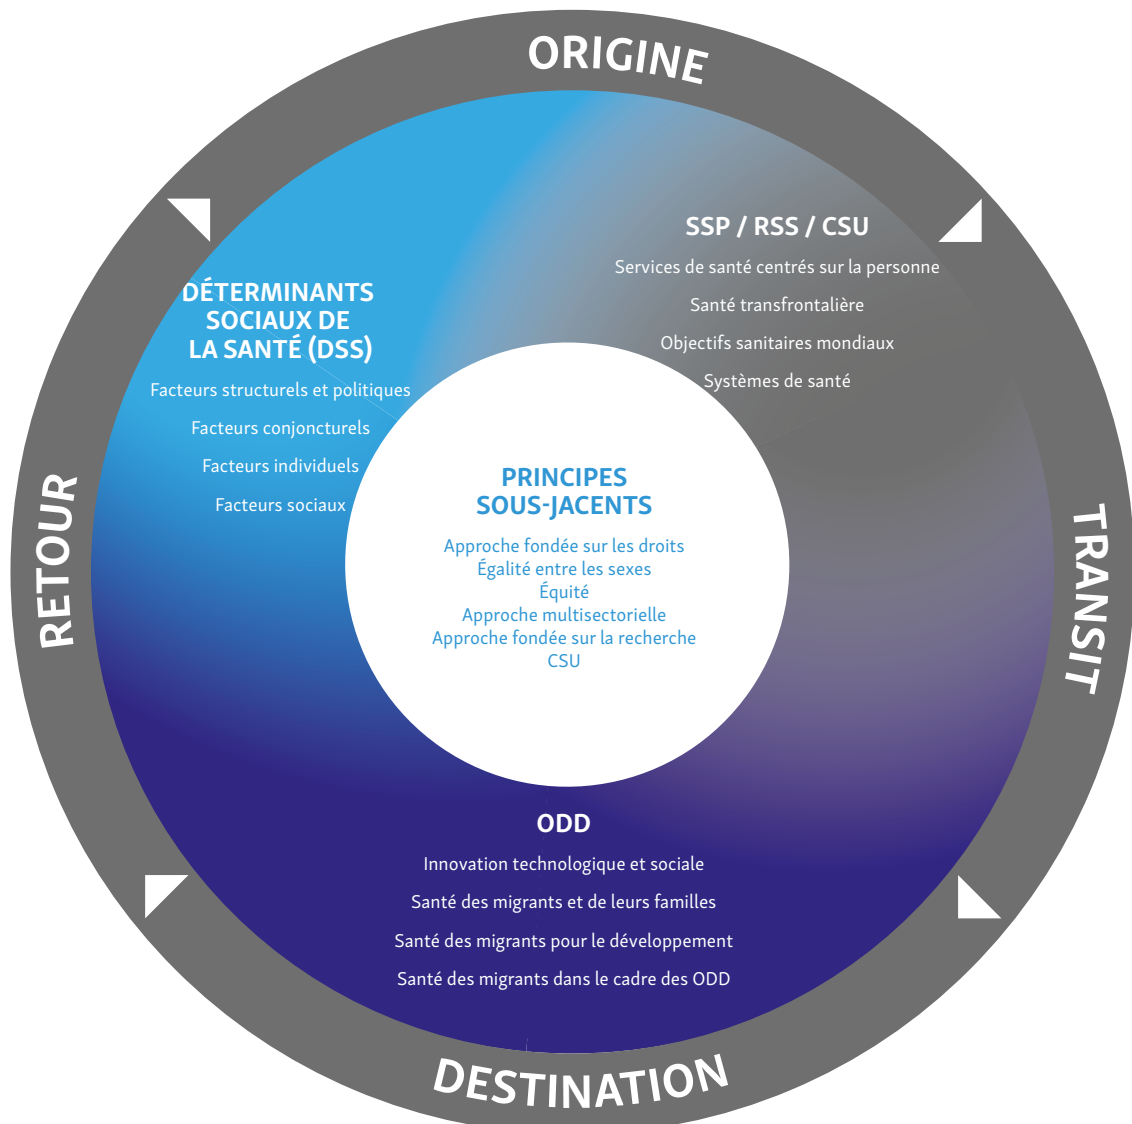 ORIGINE
SSP / RSS / CSU
Services de santé centrés sur la personne
Santé transfrontalière
Objectifs sanitaires mondiaux
Systèmes de santé
DÉTERMINANTS
SOCIAUX DE
LA SANTÉ (DSS)
Facteurs structurels et politiques
Facteurs conjoncturels
Facteurs individuels
Facteurs sociaux
PRINCIPES
SOUS-JACENTS
Approche fondée sur les droits
Égalité entre les sexes
Équité
Approche multisectorielle
Approche fondée sur la recherche
CSU
RETOUR
TRANSIT
ODD
Innovation technologique et sociale
Santé des migrants et de leurs familles
Santé des migrants pour le développement
Santé des migrants dans le cadre des ODD
DESTINATION